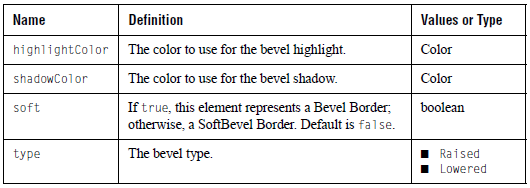 Name Definition Values or Type
highlightColor The color to use for the bevel highlight. Color
shadowColor The color to use for the bevel shadow. Color
soft If true, this element represents a Bevel Border; boolean
otherwise, a SoftBevel Border. Default is false.
type The bevel type. ■ Raised
■ Lowered